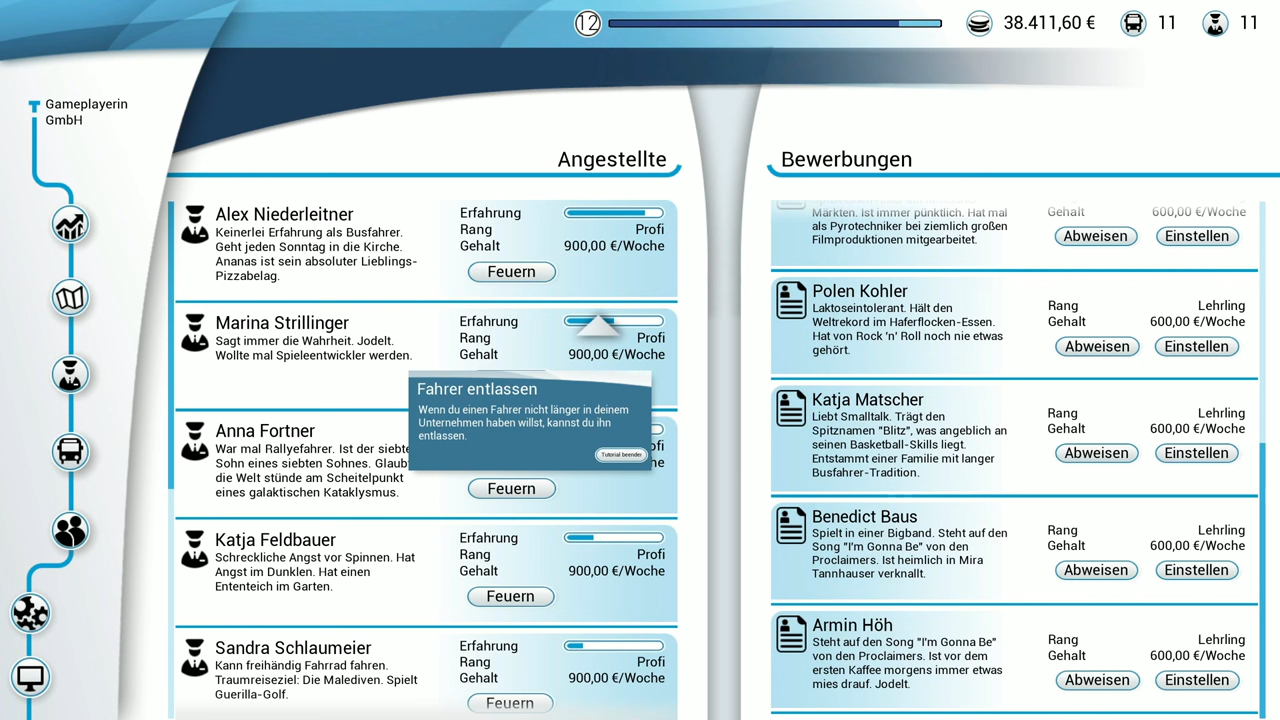 12
38.411,60 €
11
11
Gameplayerin
GmbH
Angestellte
Alex Niederleitner
Keinerlei Erfahrung als Busfahrer.
Geht jeden Sonntag in die Kirche.
Ananas ist sein absoluter Lieblings-
Pizzabelag.
Erfahrung
Rang Profi
Gehalt 900,00 €/Woche
Feuern
Marina Strillinger
Sagt immer die Wahrheit. Jodelt.
Wollte mal Spieleentwickler werden.
Erfahrung
Rang Profi
Gehalt 900,00 €/Woche
Fahrer entlassen
Wenn du einen Fahrer nicht länger in deinem
Unternehmen haben willst, kannst du ihn
entlassen.
Tutorial beenden
Anna Fortner
War mal Rallyefahrer. Ist der siebte
Sohn eines siebten Sohnes. Glaubt
die Welt stünde am Scheitelpunkt
eines galaktischen Kataklysmus.
Feuern
Katja Feldbauer
Schreckliche Angst vor Spinnen. Hat
Angst im Dunklen. Hat einen
Ententeich im Garten.
Erfahrung
Rang Profi
Gehalt 900,00 €/Woche
Feuern
Sandra Schlaumeier
Kann freihändig Fahrrad fahren.
Traumreiseziel: Die Malediven. Spielt
Guerilla-Golf.
Erfahrung
Rang Profi
Gehalt 900,00 €/Woche
Feuern
Bewerbungen
Märkten. Ist immer pünktlich. Hat mal
als Pyrotechniker bei ziemlich großen
Filmproduktionen mitgearbeitet.
Gehalt 600,00 €/Woche
Abweisen Einstellen
Polen Kohler
Laktoseintolerant. Hält den
Weltrekord im Haferflocken-Essen.
Hat von Rock 'n' Roll noch nie etwas
gehört.
Rang Lehrling
Gehalt 600,00 €/Woche
Abweisen Einstellen
Katja Matscher
Liebt Smalltalk. Trägt den
Spitznamen "Blitz", was angeblich an
seinen Basketball-Skills liegt.
Entstammt einer Familie mit langer
Busfahrer-Tradition.
Rang Lehrling
Gehalt 600,00 €/Woche
Abweisen Einstellen
Benedict Baus
Spielt in einer Bigband. Steht auf den
Song "I'm Gonna Be" von den
Proclaimers. Ist heimlich in Mira
Tannhauser verknallt.
Rang Lehrling
Gehalt 600,00 €/Woche
Abweisen Einstellen
Armin Höh
Steht auf den Song "I'm Gonna Be"
von den Proclaimers. Ist vor dem
ersten Kaffee morgens immer etwas
mies drauf. Jodelt.
Rang Lehrling
Gehalt 600,00 €/Woche
Abweisen Einstellen